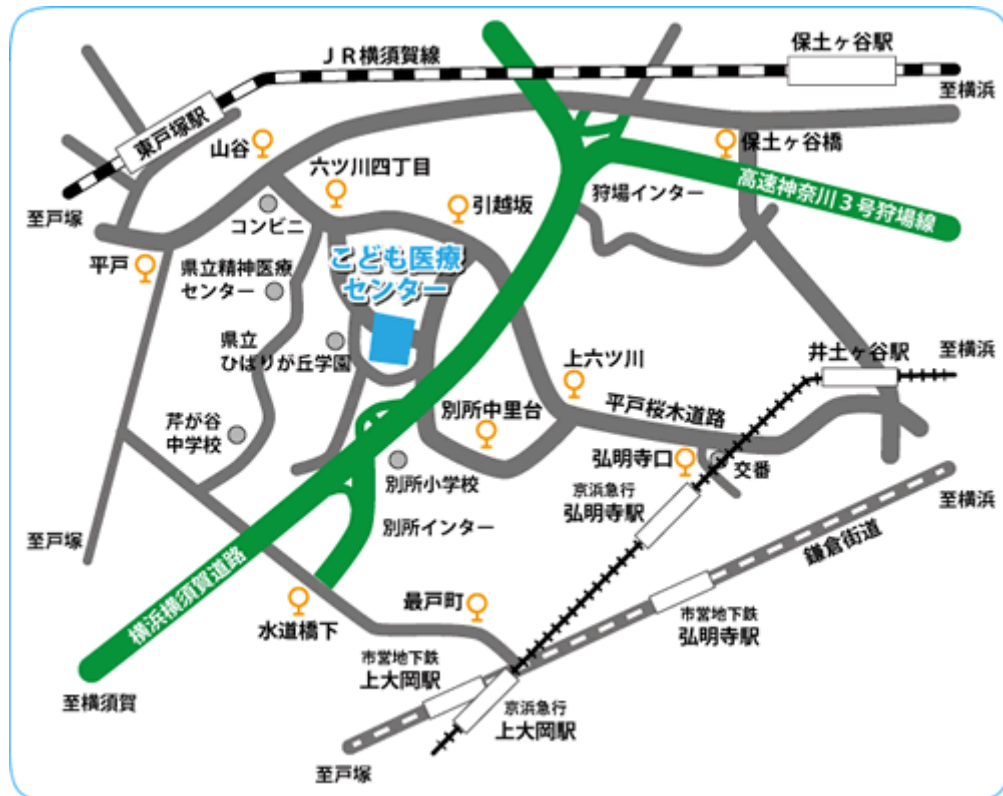 保土ヶ谷駅
JR横須賀線
至横浜
東戸塚駅
山谷
保土ヶ谷橋
六ツ川四丁目
高速神奈川3号狩場線
狩場インター
引越坂
至戸塚
コンビニ
平戸
こども医療
センター
県立精神医療
センター
県立
ひばりが丘学園
井土ヶ谷駅
至横浜
上六ツ川
平戸桜木道路
別所中里台
芹が谷
中学校
弘明寺口
交番
別所小学校
京浜急行
弘明寺駅
至横浜
別所インター
至戸塚
鎌倉街道
横浜横須賀道路
最戸町
水道橋下
市営地下鉄
弘明寺駅
市営地下鉄
上大岡駅
至横須賀
京浜急行
上大岡駅
至戸塚